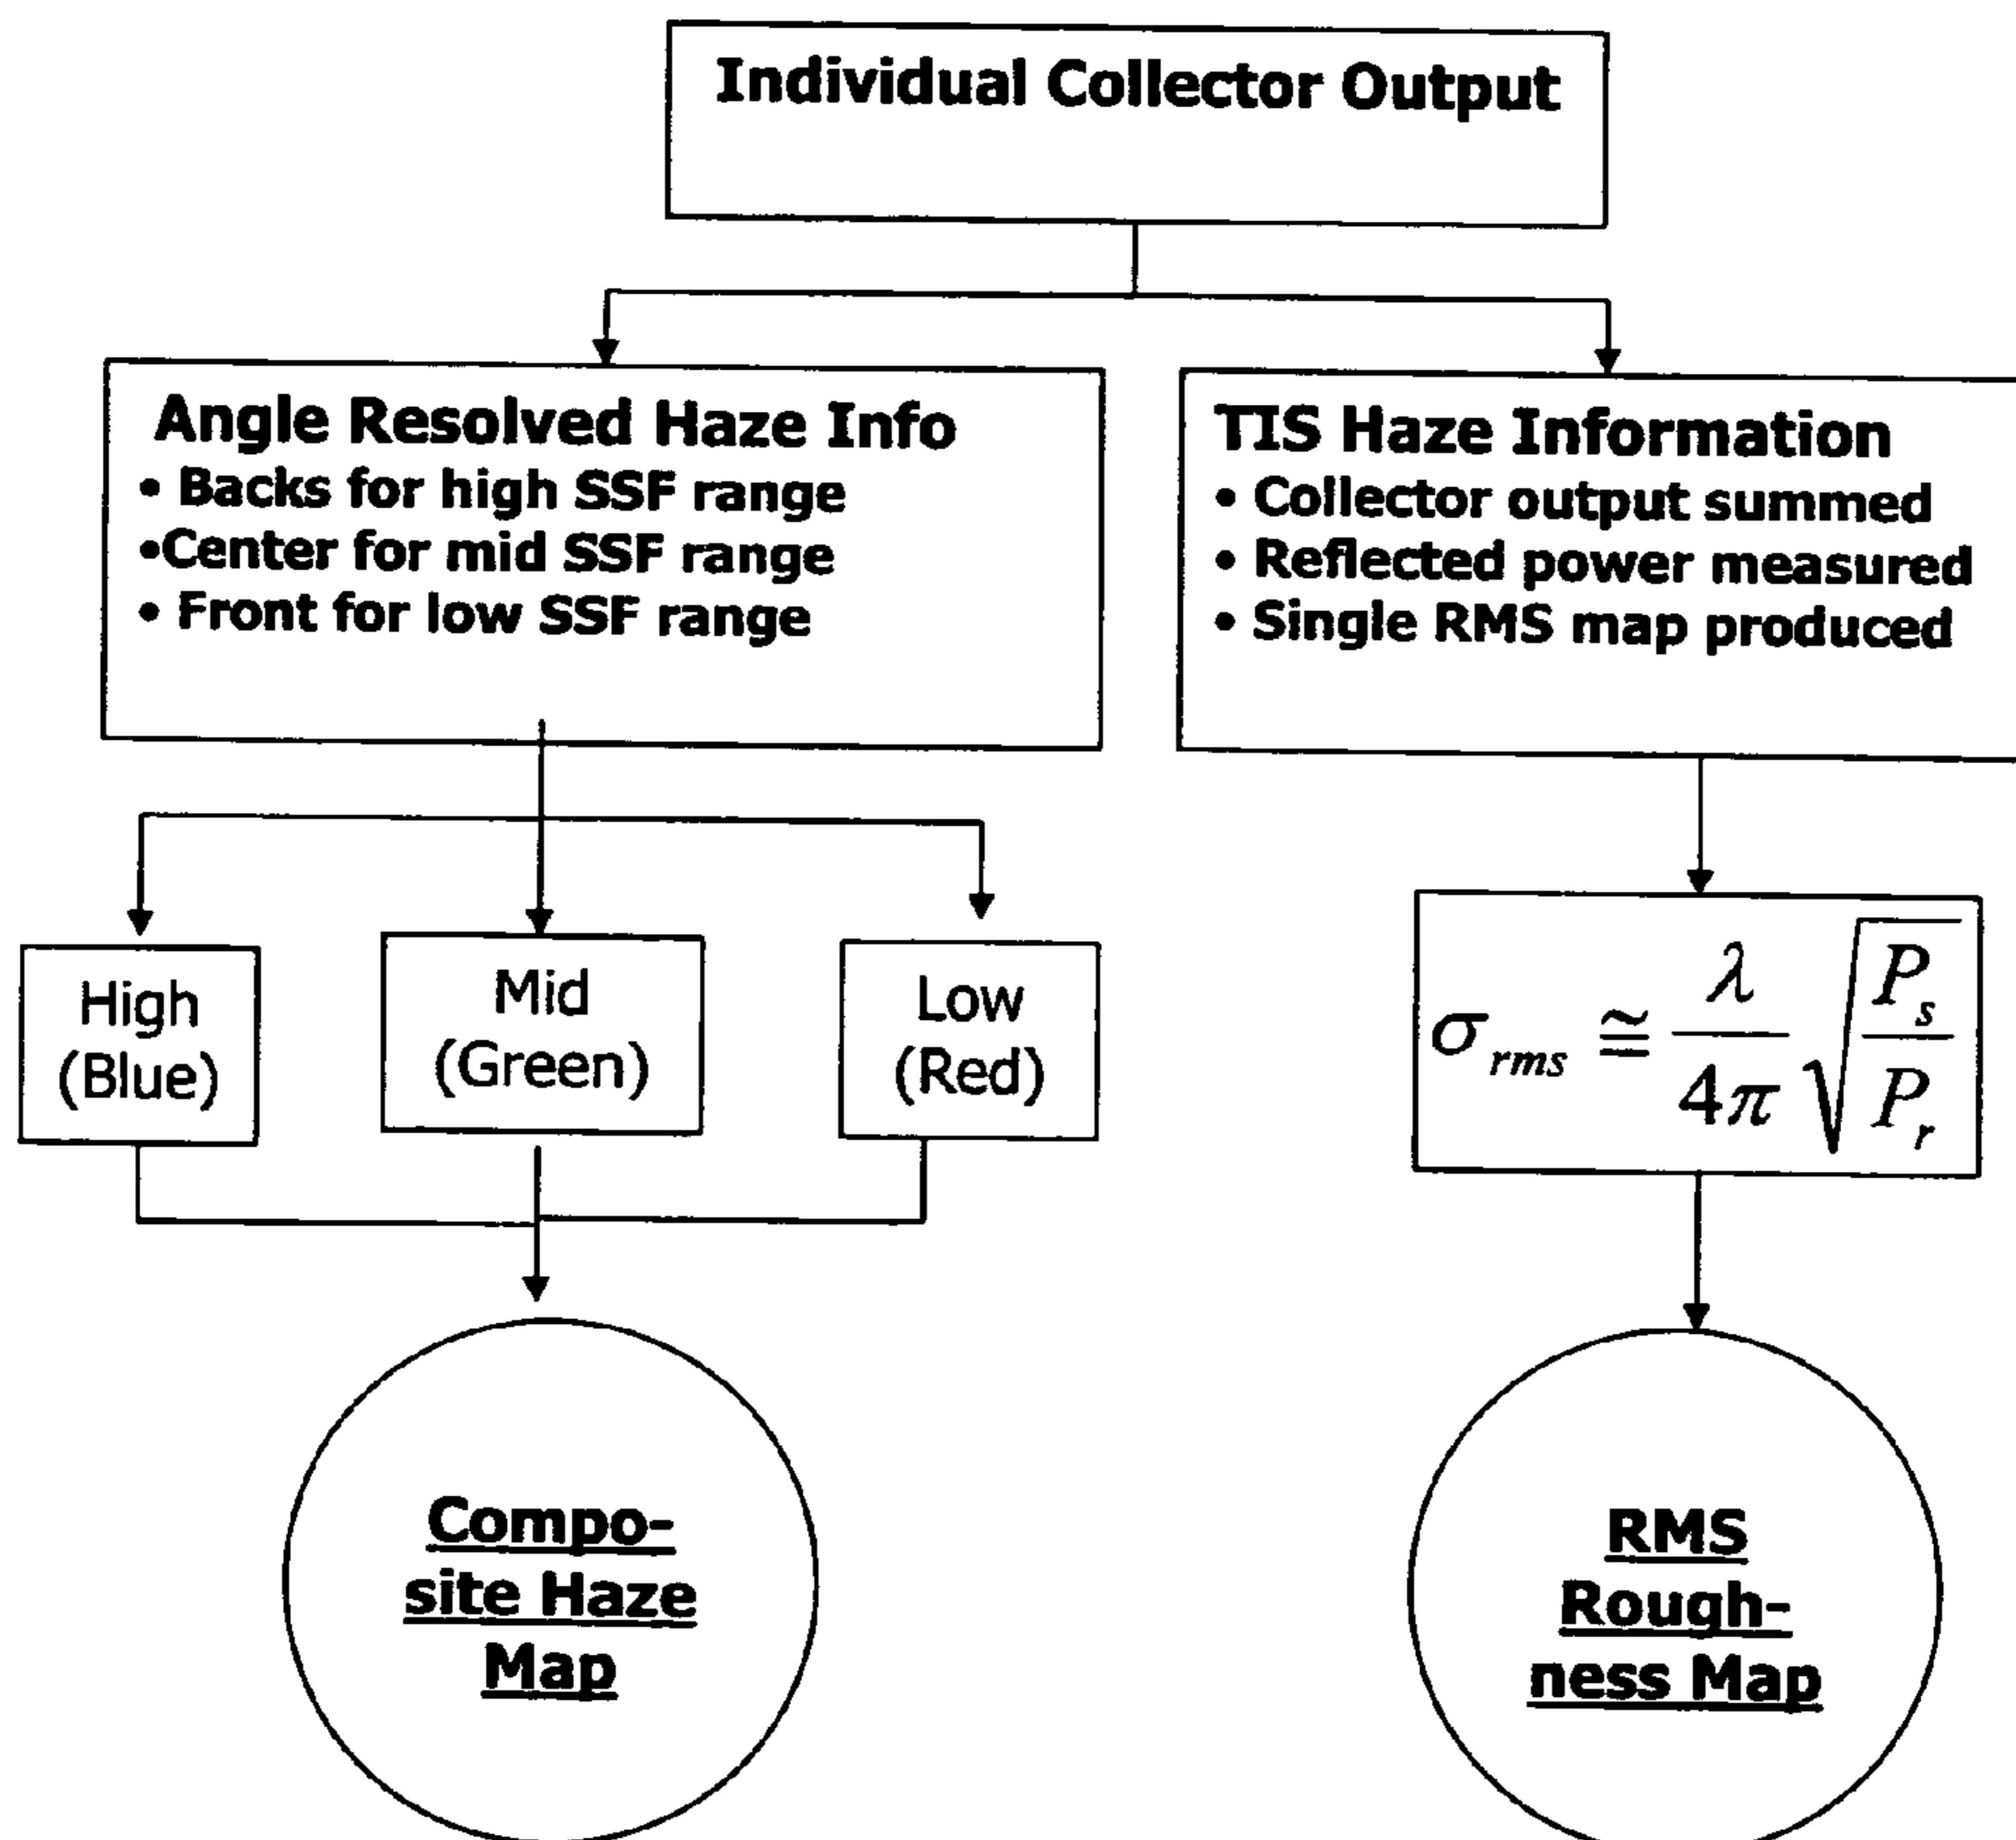 Individual Collector Output
Angle Resolved Haze Info
• Backs for high SSF range
•Center for mid SSF range
• Front for low SSF range
TIS Haze Information
• Collector output summed
• Reflected power measured
• Single RMS map produced
High
(Blue)
Mid
(Green)
Low
(Red)
σ_rms ≅ λ/4π √(P_s/P_r)
Compo-
site Haze
Map
RMS
Rough-
ness Map